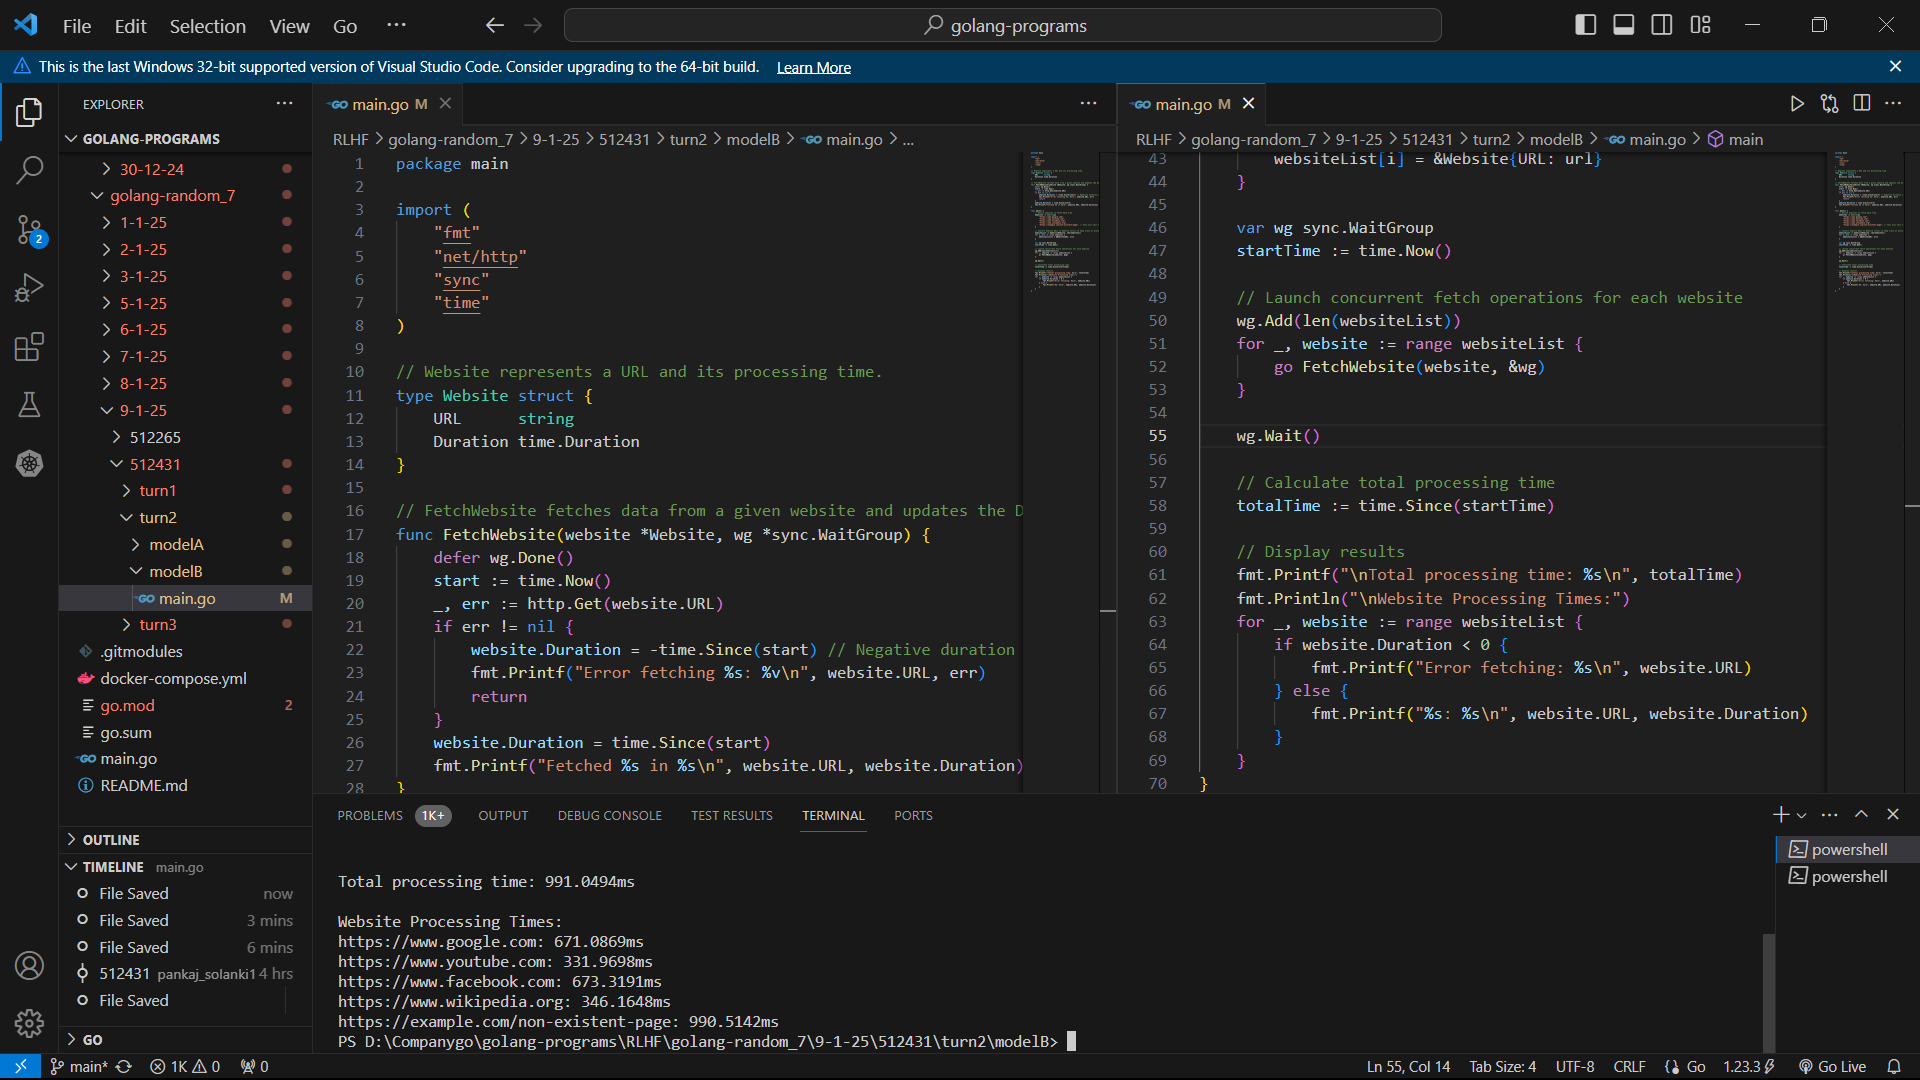 File Edit Selection View Go ··· golang-programs
This is the last Windows 32-bit supported version of Visual Studio Code. Consider upgrading to the 64-bit build. Learn More
EXPLORER ···
GOLANG-PROGRAMS
30-12-24
golang-random_7
1-1-25
2-1-25
3-1-25
5-1-25
6-1-25
7-1-25
8-1-25
9-1-25
512265
512431
turn1
turn2
modelA
modelB
main.go M
turn3
.gitmodules
docker-compose.yml
go.mod 2
go.sum
main.go
README.md
OUTLINE
TIMELINE main.go
File Saved now
File Saved 3 mins
File Saved 6 mins
512431 pankaj_solanki1 4 hrs
File Saved
GO
2
main.go M
RLHF > golang-random_7 > 9-1-25 > 512431 > turn2 > modelB > main.go > ...
1 package main
2
3 import (
4 "fmt"
5 "net/http"
6 "sync"
7 "time"
8 )
9
10 // Website represents a URL and its processing time.
11 type Website struct {
12 URL string
13 Duration time.Duration
14 }
15
16 // FetchWebsite fetches data from a given website and updates the D
17 func FetchWebsite(website *Website, wg *sync.WaitGroup) {
18 defer wg.Done()
19 start := time.Now()
20 _, err := http.Get(website.URL)
21 if err != nil {
22 website.Duration = -time.Since(start) // Negative duration
23 fmt.Printf("Error fetching %s: %v\n", website.URL, err)
24 return
25 }
26 website.Duration = time.Since(start)
27 fmt.Printf("Fetched %s in %s\n", website.URL, website.Duration)
28 }
main.go M
RLHF > golang-random_7 > 9-1-25 > 512431 > turn2 > modelB > main.go > main
43 websiteList[i] = &Website{URL: url}
44 }
45
46 var wg sync.WaitGroup
47 startTime := time.Now()
48
49 // Launch concurrent fetch operations for each website
50 wg.Add(len(websiteList))
51 for _, website := range websiteList {
52 go FetchWebsite(website, &wg)
53 }
54
55 wg.Wait()
56
57 // Calculate total processing time
58 totalTime := time.Since(startTime)
59
60 // Display results
61 fmt.Printf("\nTotal processing time: %s\n", totalTime)
62 fmt.Println("\nWebsite Processing Times:")
63 for _, website := range websiteList {
64 if website.Duration < 0 {
65 fmt.Printf("Error fetching: %s\n", website.URL)
66 } else {
67 fmt.Printf("%s: %s\n", website.URL, website.Duration)
68 }
69 }
70 }
PROBLEMS 1K+ OUTPUT DEBUG CONSOLE TEST RESULTS TERMINAL PORTS
Total processing time: 991.0494ms
Website Processing Times:
https://www.google.com: 671.0869ms
https://www.youtube.com: 331.9698ms
https://www.facebook.com: 673.3191ms
https://www.wikipedia.org: 346.1648ms
https://example.com/non-existent-page: 990.5142ms
PS D:\Companygo\golang-programs\RLHF\golang-random_7\9-1-25\512431\turn2\modelB>
powershell
powershell
main* 1K 0 0 Ln 55, Col 14 Tab Size: 4 UTF-8 CRLF Go 1.23.3 Go Live